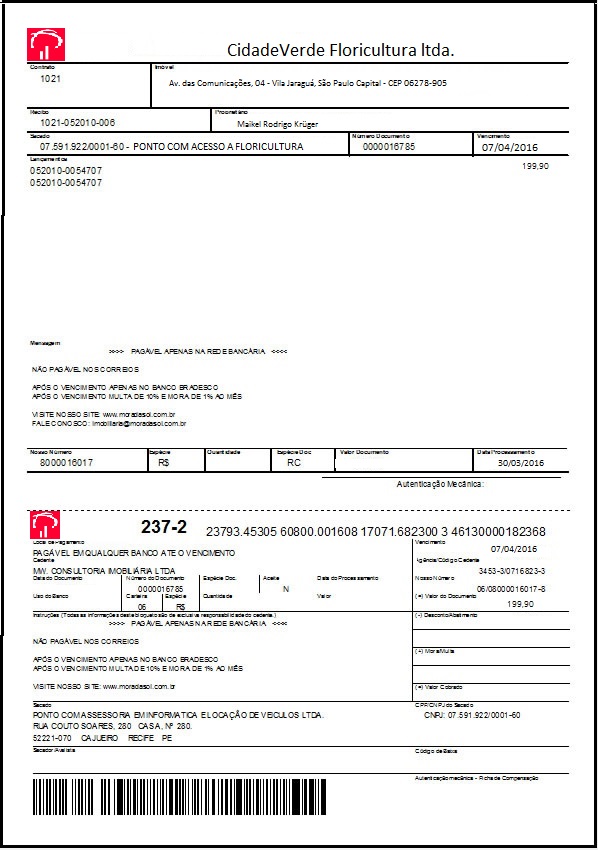 CidadeVerde Floricultura ltda.
Contrato
Imóvel
1021
Av. das Comunicações, 04 - Vila Jaraguá, São Paulo Capital - CEP 06278-905
Recibo
Proprietário
1021-052010-006
Maikel Rodrigo Krüger
Sacado
Número Documento
Vencimento
07.591.922/0001-60 - PONTO COM ACESSO A FLORICULTURA
0000016785
07/04/2016
Lançamentos
052010-0054707
199,90
052010-0054707
Mensagem
>>>> PAGÁVEL APENAS NA REDE BANCÁRIA <<<<
NÃO PAGÁVEL NOS CORREIOS
APÓS O VENCIMENTO APENAS NO BANCO BRADESCO
APÓS O VENCIMENTO MULTA DE 10% E MORA DE 1% AO MÊS
VISITE NOSSO SITE: www.moradasol.com.br
FALE CONOSCO: imobiliaria@moradasol.com.br
Nosso Número
Espécie
Quantidade
Espécie Doc
Valor Documento
Data Processamento
8000016017
R$
RC
30/03/2016
Autenticação Mecânica:
237-2
23793.45305 60800.001608 17071.682300 3 46130000182368
Local de Pagamento
Vencimento
PAGÁVEL EM QUALQUER BANCO ATE O VENCIMENTO
07/04/2016
Cedente
Agência/Código Cedente
MW. CONSULTORIA IMOBILIÁRIA LTDA
3453-3/0716823-3
Data do Documento
Número do Documento
Espécie Doc.
Aceite
Data do Processamento
Nosso Número
0000016785
N
06/08000016017-8
Uso do Banco
Carteira
Espécie
Quantidade
Valor
(=) Valor do Documento
06
R$
199,90
Instruções (Todas as informações deste bloqueto são de exclusiva responsabilidade do cedente.)
(-) Desconto/Abatimento
>>>> PAGÁVEL APENAS NA REDE BANCÁRIA <<<<
NÃO PAGÁVEL NOS CORREIOS
(+) Mora/Multa
APÓS O VENCIMENTO APENAS NO BANCO BRADESCO
APÓS O VENCIMENTO MULTA DE 10% E MORA DE 1% AO MÊS
VISITE NOSSO SITE: www.moradasol.com.br
(=) Valor Cobrado
Sacado
CPF/CNPJ do Sacado
PONTO COM ASSESSORIA EM INFORMATICA E LOCAÇÃO DE VEICULOS LTDA.
CNPJ: 07.591.922/0001-60
RUA COUTO SOARES, 280 CASA, Nº 280.
52221-070 CAJUEIRO RECIFE PE
Sacador/Avalista
Código de Baixa
Autenticação mecânica - Ficha de Compensação